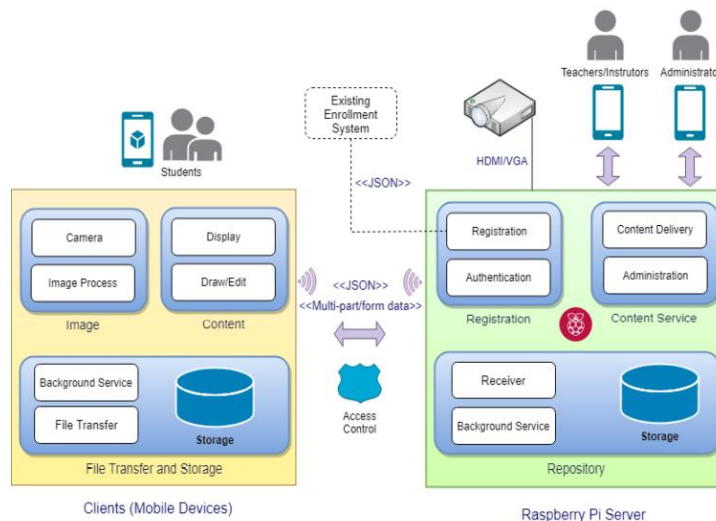 Teachers/Instrutors
Administrato
Existing
Enrollment
System
Students
HDMI/VGA
<<JSON>>
Camera
Display
Registration
Content Delivery
Image Process
Draw/Edit
Authentication
Administration
<<JSON>>
<<Multi-part/form data>>
Image
Content
Registration
Content Service
Background Service
File Transfer
Storage
Access
Control
Receiver
Background Service
Storage
File Transfer and Storage
Repository
Clients (Mobile Devices)
Raspberry Pi Server